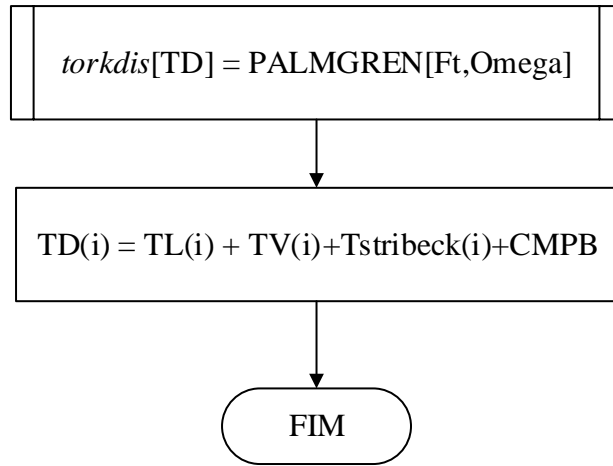 torkdis[TD] = PALMGREN[Ft,Omega]
TD(i) = TL(i) + TV(i)+Tstribeck(i)+CMPB
FIM